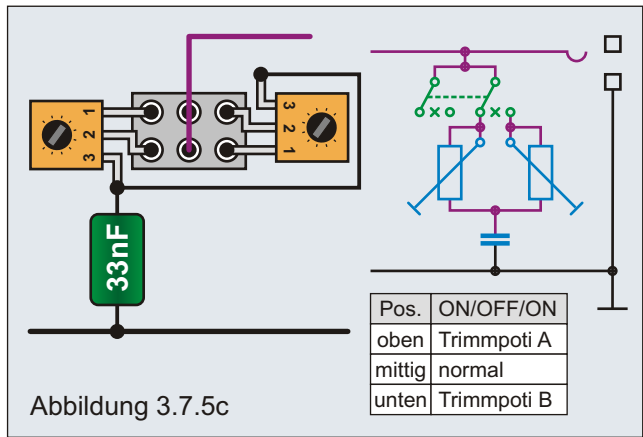 1
2
3
3
2
1
33nF
Pos. ON/OFF/ON
oben Trimmpoti A
mittig normal
unten Trimmpoti B
Abbildung 3.7.5c